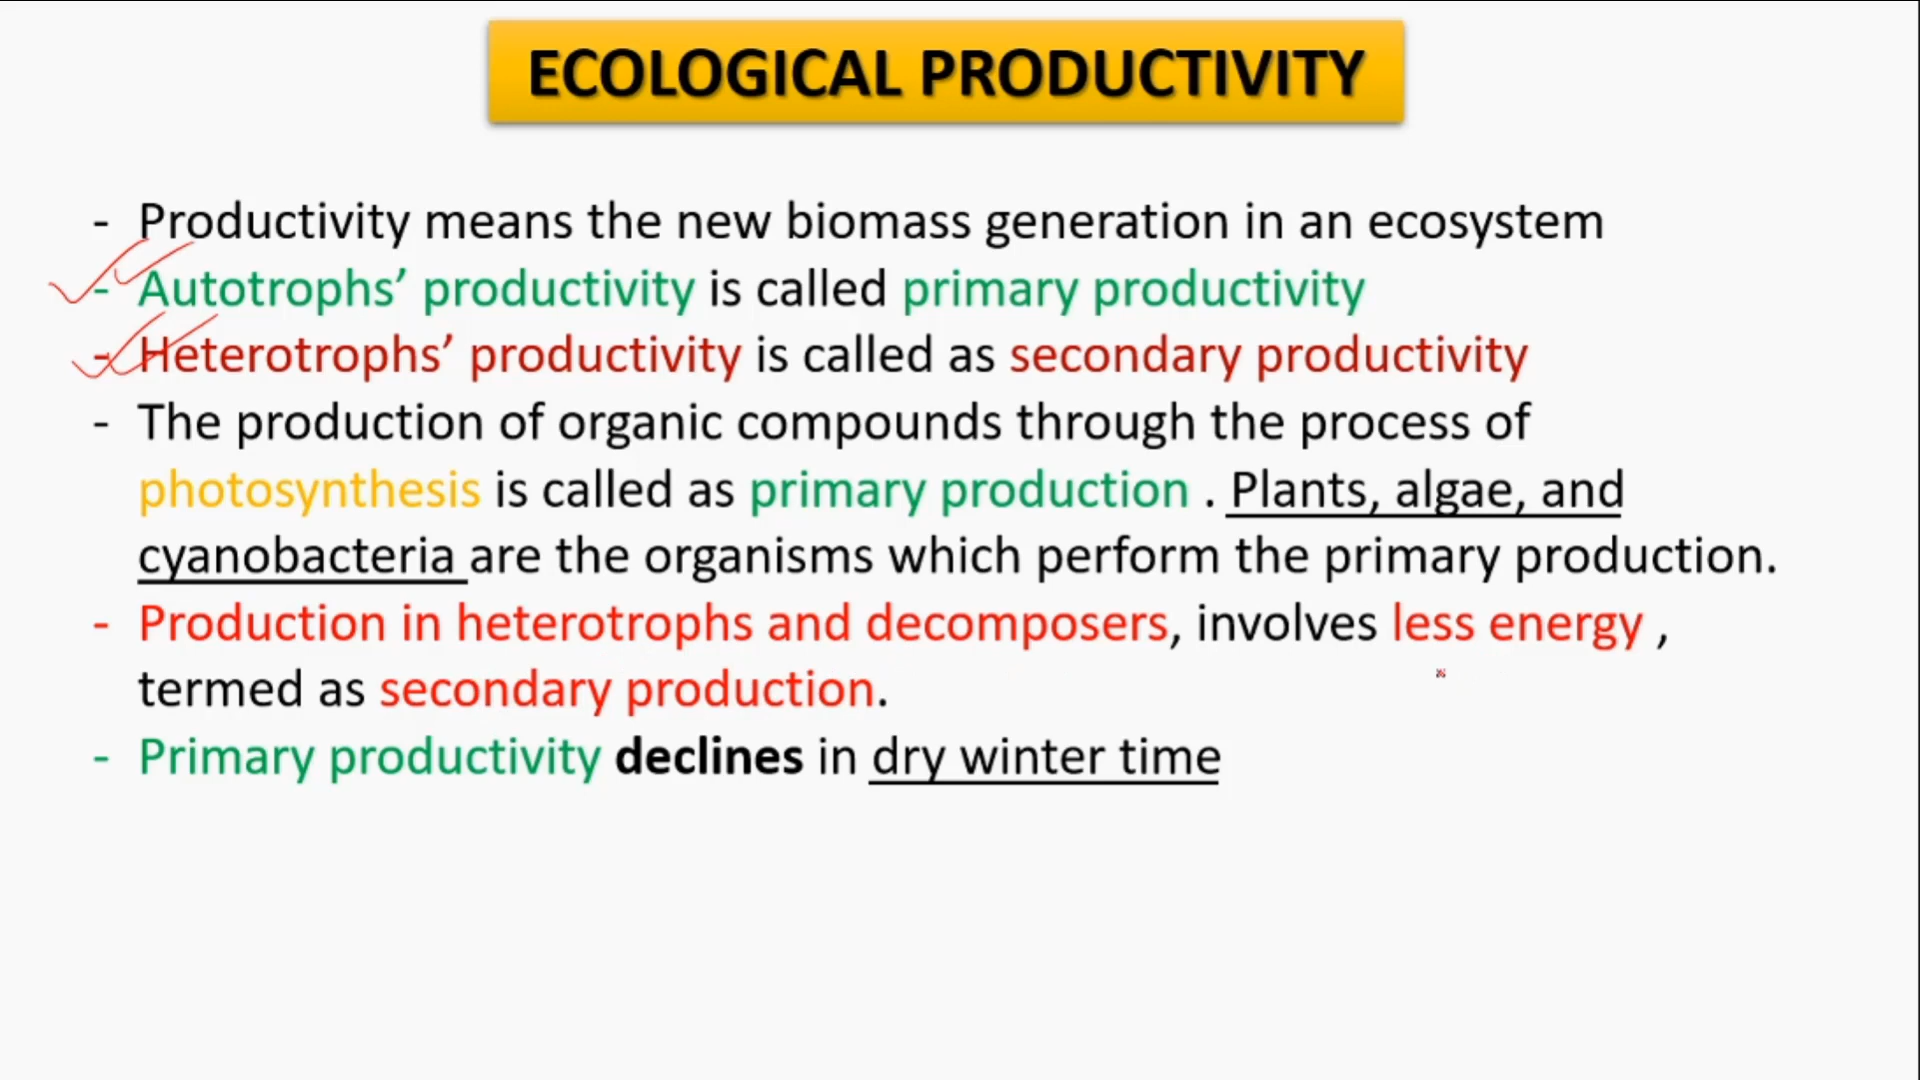 ECOLOGICAL PRODUCTIVITY
- Productivity means the new biomass generation in an ecosystem
- Autotrophs’ productivity is called primary productivity
- Heterotrophs’ productivity is called as secondary productivity
- The production of organic compounds through the process of
photosynthesis is called as primary production . Plants, algae, and
cyanobacteria are the organisms which perform the primary production.
- Production in heterotrophs and decomposers, involves less energy ,
termed as secondary production.
- Primary productivity declines in dry winter time